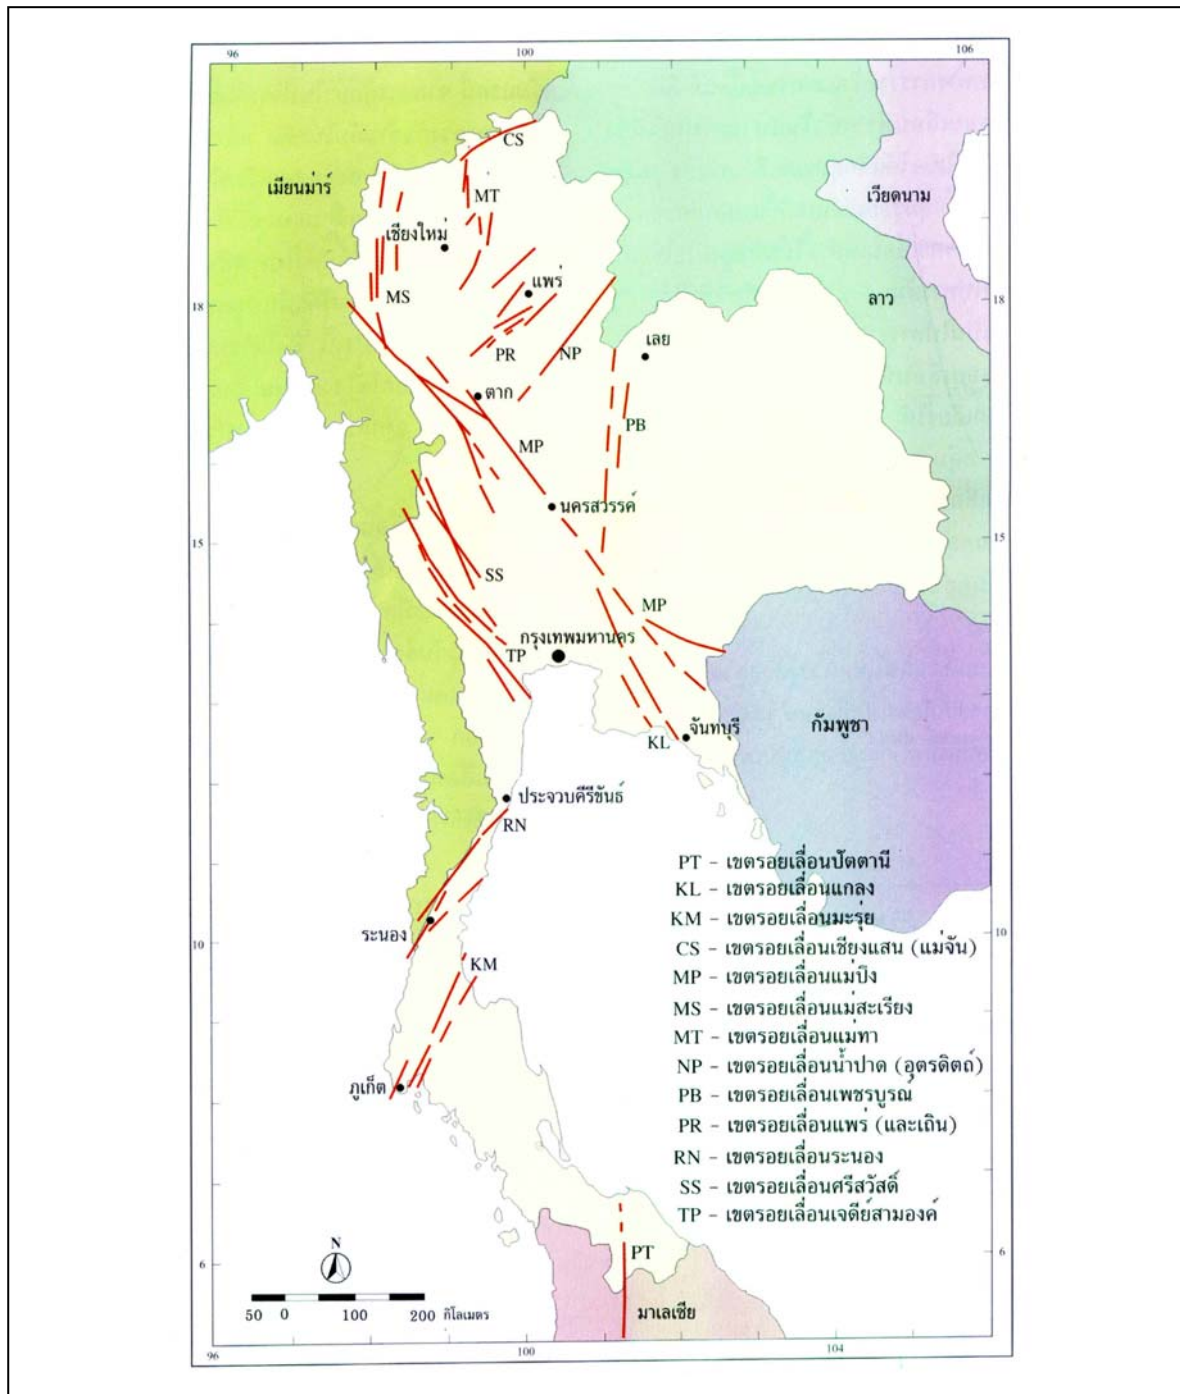 96 100 106
CS
เมียนม่าร์
MT
เวียดนาม
เชียงใหม่
แพร่
MS
ลาว
18 18
PR NP
เลย
ตาก
MP
PB
นครสวรรค์
15 15
SS
MP
กรุงเทพมหานคร
TP
จันทบุรี
กัมพูชา
KL
ประจวบคีรีขันธ์
RN
PT - เขตรอยเลื่อนปัตตานี
KL - เขตรอยเลื่อนแกลง
KM - เขตรอยเลื่อนมะรุ่ย
ระนอง
10 10
CS - เขตรอยเลื่อนเชียงแสน (แม่จัน)
KM
MP - เขตรอยเลื่อนแม่ปิง
MS - เขตรอยเลื่อนแม่สะเรียง
MT - เขตรอยเลื่อนแม่ทา
NP - เขตรอยเลื่อนน้ำปาด (อุตรดิตถ์)
ภูเก็ต
PB - เขตรอยเลื่อนเพชรบูรณ์
PR - เขตรอยเลื่อนแพร่ (และเถิน)
RN - เขตรอยเลื่อนระนอง
SS - เขตรอยเลื่อนศรีสวัสดิ์
TP - เขตรอยเลื่อนเจดีย์สามองค์
N
PT
6 6
50 0 100 200 กิโลเมตร
มาเลเซีย
96 100 104